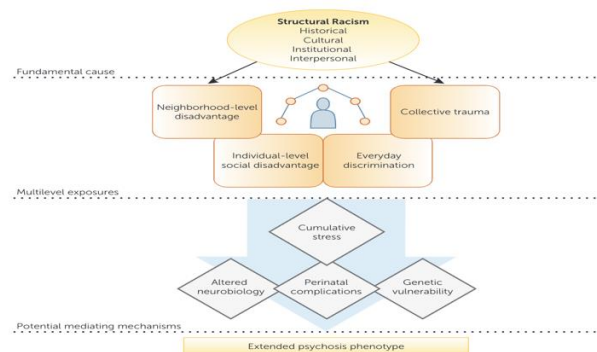 Structural Racism
Historical
Cultural
Institutional
Interpersonal
Fundamental cause
Neighborhood-level
disadvantage
Collective trauma
Individual-level
social disadvantage
Everyday
discrimination
Multilevel exposures
Cumulative
stress
Altered
neurobiology
Perinatal
complications
Genetic
vulnerability
Potential mediating mechanisms
Extended psychosis phenotype